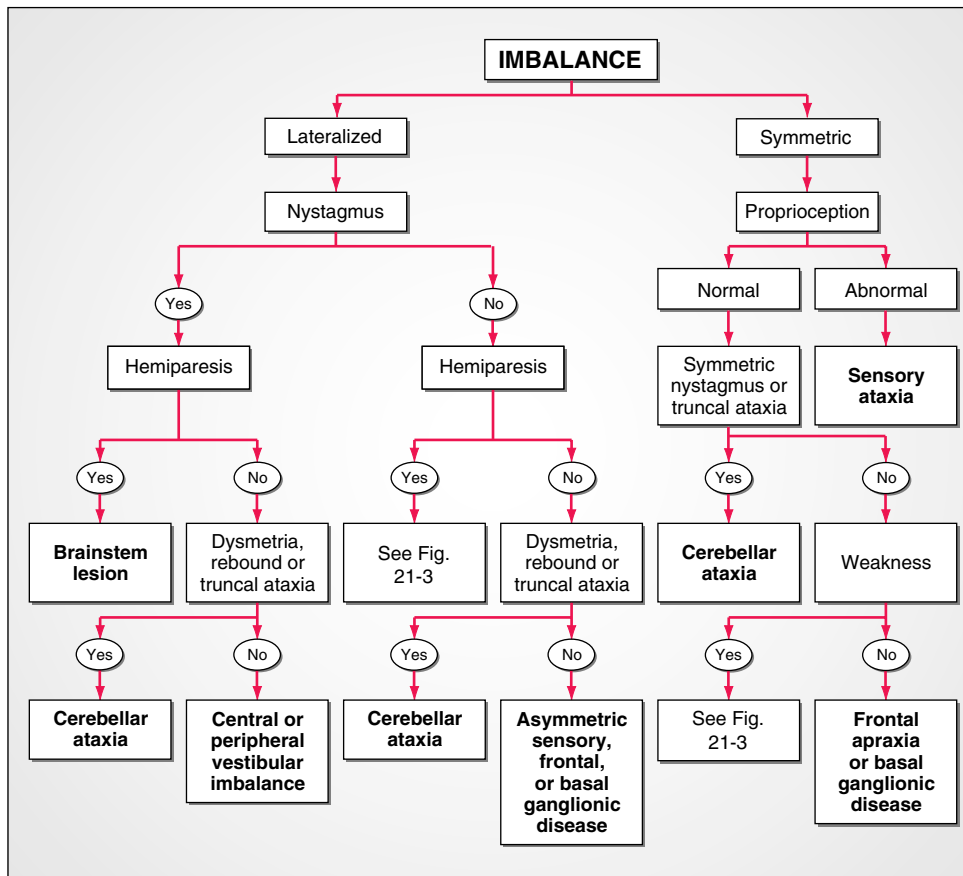 IMBALANCE
Lateralized
Symmetric
Nystagmus
Proprioception
Yes
No
Normal
Abnormal
Hemiparesis
Hemiparesis
Symmetric
nystagmus or
truncal ataxia
Sensory
ataxia
Yes
No
Yes
No
Yes
No
Brainstem
lesion
Dysmetria,
rebound or
truncal ataxia
See Fig.
21-3
Dysmetria,
rebound or
truncal ataxia
Cerebellar
ataxia
Weakness
Yes
No
Yes
No
Yes
No
Cerebellar
ataxia
Central or
peripheral
vestibular
imbalance
Cerebellar
ataxia
Asymmetric
sensory,
frontal,
or basal
ganglionic
disease
See Fig.
21-3
Frontal
apraxia
or basal
ganglionic
disease